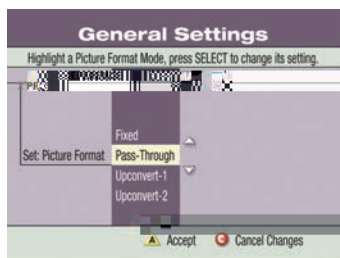 General Settings
Highlight a Picture Format Mode, press SELECT to change its setting.
Fixed
Set: Picture Format Pass-Through
Upconvert-1
Upconvert-2
A Accept C Cancel Changes